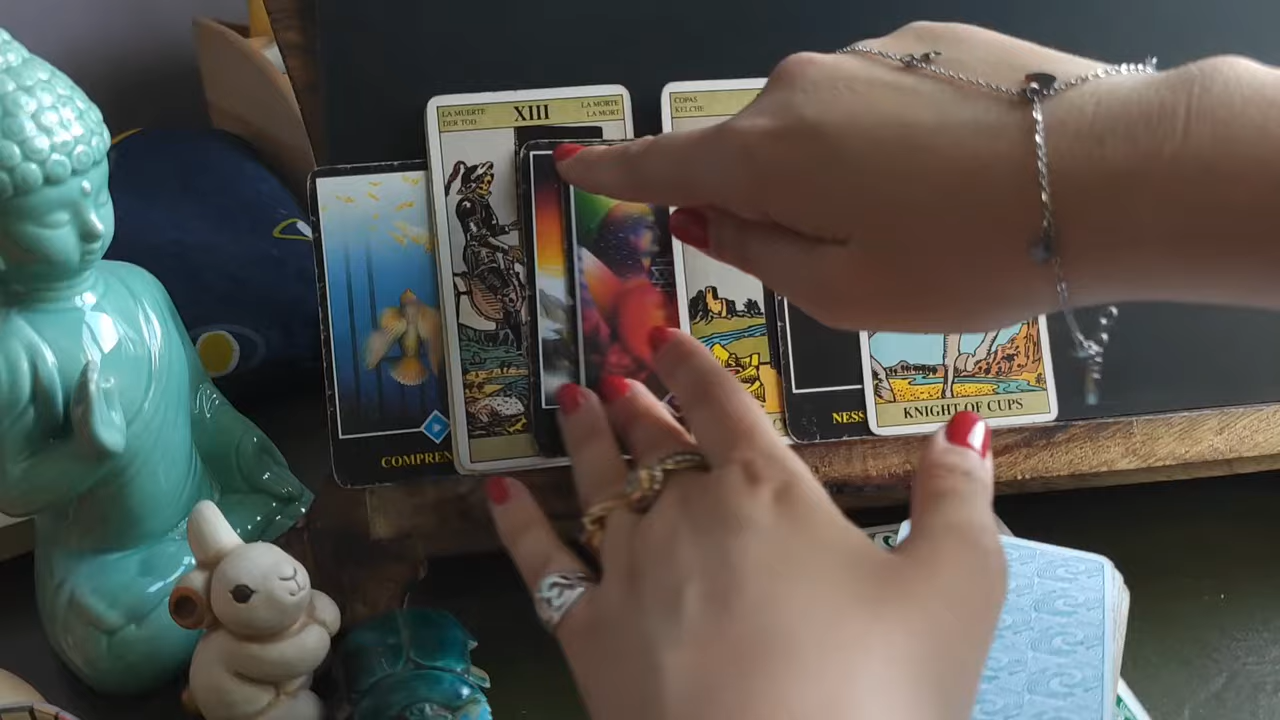 XIII
LA MUERTE
DER TOD
LA MORTE
LA MORT
COPAS
KELCHE
COMPREN
NESS
KNIGHT OF CUPS